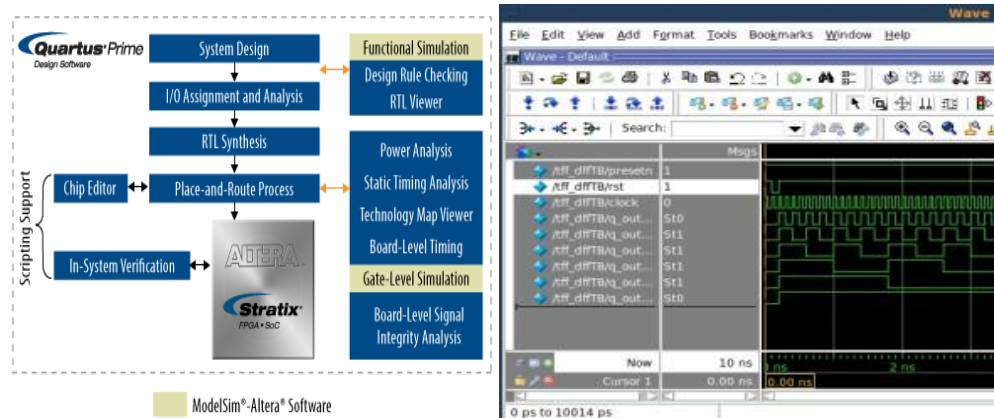 Quartus® Prime
Design Software
System Design
I/O Assignment and Analysis
RTL Synthesis
Place-and-Route Process
Chip Editor
In-System Verification
Scripting Support
ALTERA
Stratix®
FPGA • SoC
Functional Simulation
Design Rule Checking
RTL Viewer
Power Analysis
Static Timing Analysis
Technology Map Viewer
Board-Level Timing
Gate-Level Simulation
Board-Level Signal
Integrity Analysis
ModelSim®-Altera® Software
Wave
File Edit View Add Format Tools Bookmarks Window Help
Wave - Default
Search:
Msgs
/tff_dffTB/presetn 1
/tff_dffTB/rst 1
/tff_dffTB/clock 0
/tff_dffTB/q_out... St0
/tff_dffTB/q_out... St1
/tff_dffTB/q_out... St1
/tff_dffTB/q_out... St1
/tff_dffTB/q_out... St1
/tff_dffTB/q_out... St0
Now 10 ns ns 2 ns
Cursor 1 0.00 ns 0.00 ns
0 ps to 10014 ps